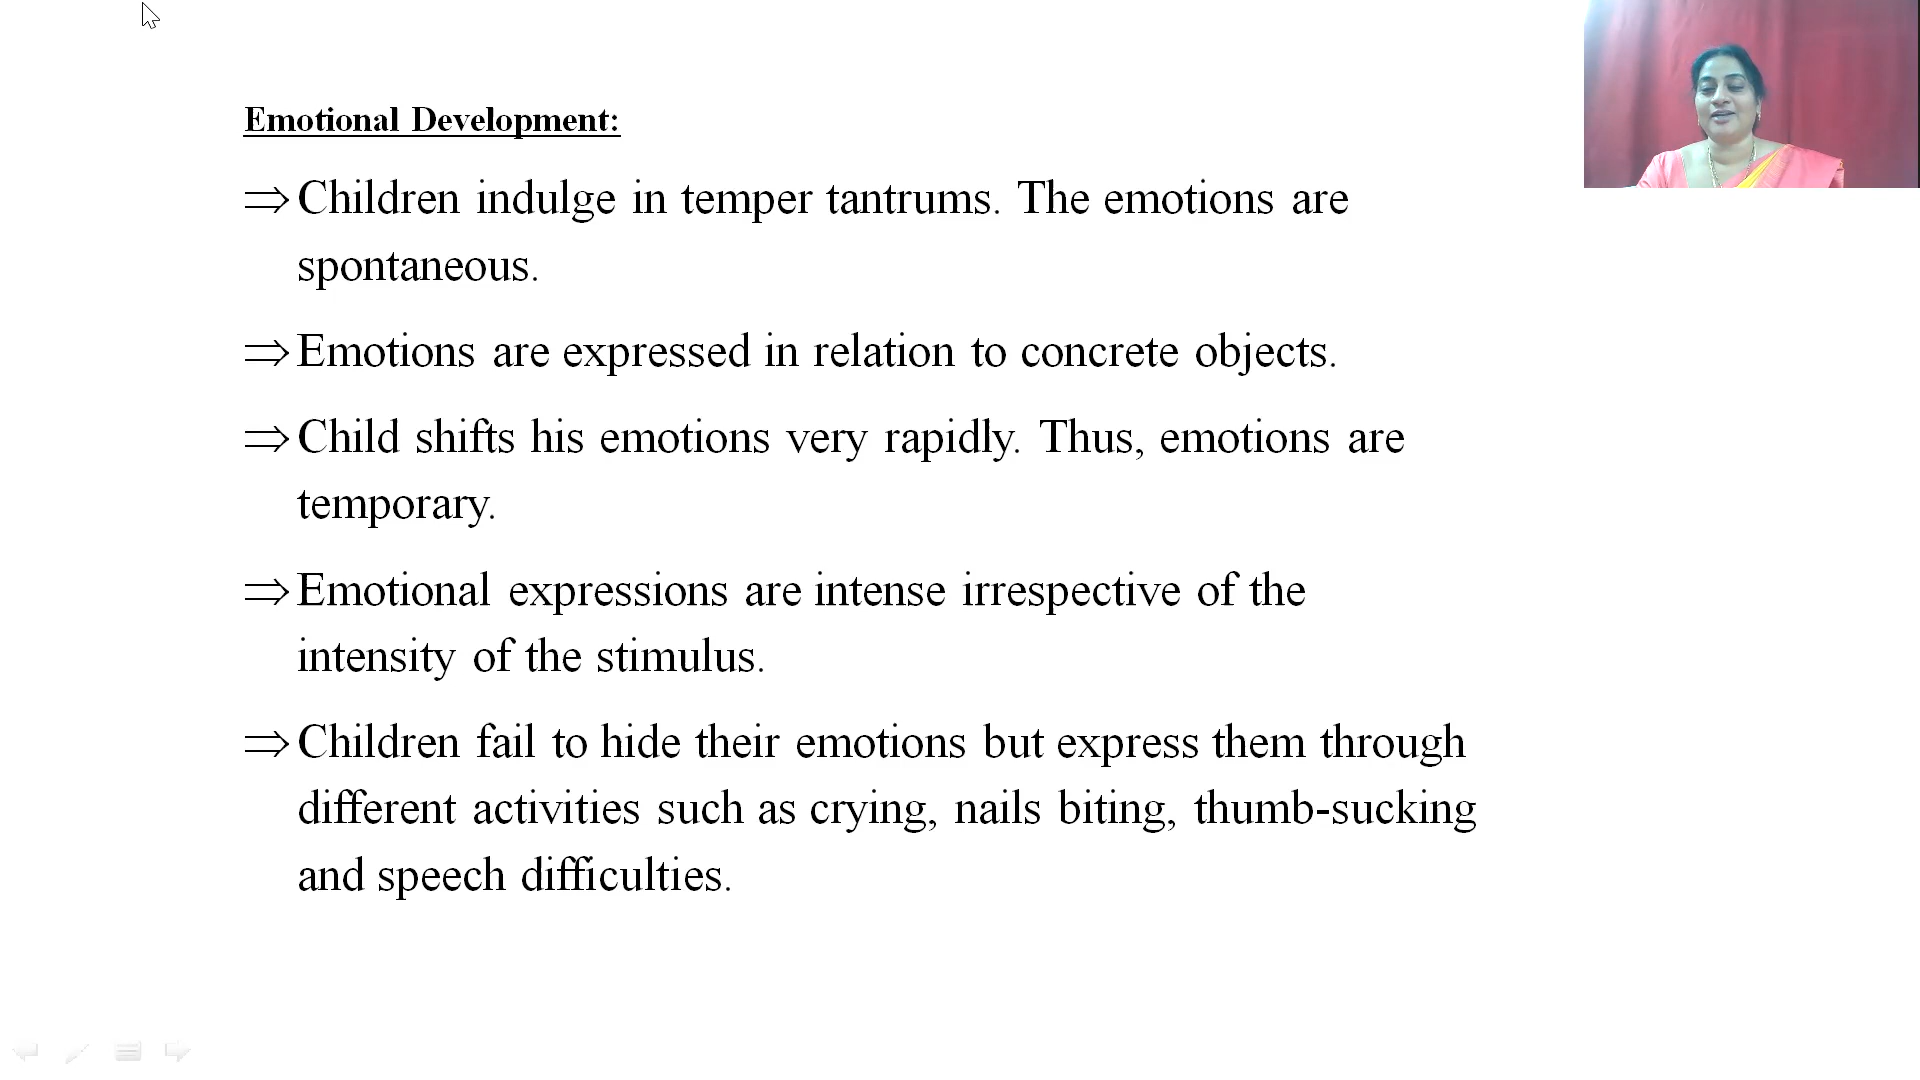 Emotional Development:
⇒ Children indulge in temper tantrums. The emotions are
spontaneous.
⇒ Emotions are expressed in relation to concrete objects.
⇒ Child shifts his emotions very rapidly. Thus, emotions are
temporary.
⇒ Emotional expressions are intense irrespective of the
intensity of the stimulus.
⇒ Children fail to hide their emotions but express them through
different activities such as crying, nails biting, thumb-sucking
and speech difficulties.